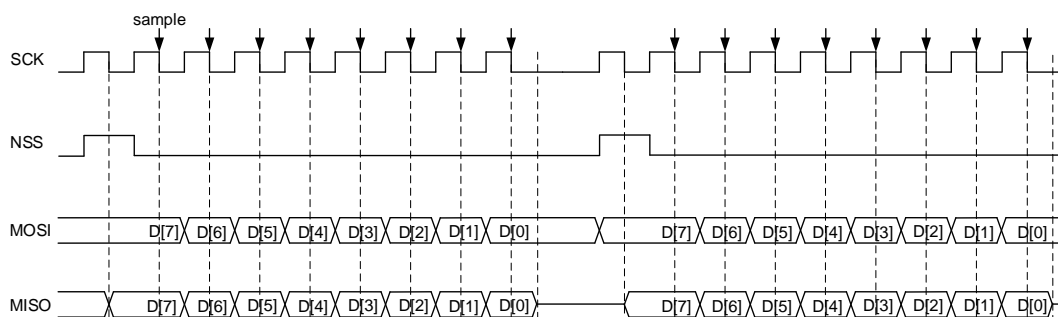 sample
SCK
NSS
MOSI D[7] D[6] D[5] D[4] D[3] D[2] D[1] D[0] D[7] D[6] D[5] D[4] D[3] D[2] D[1] D[0]
MISO D[7] D[6] D[5] D[4] D[3] D[2] D[1] D[0] D[7] D[6] D[5] D[4] D[3] D[2] D[1] D[0]